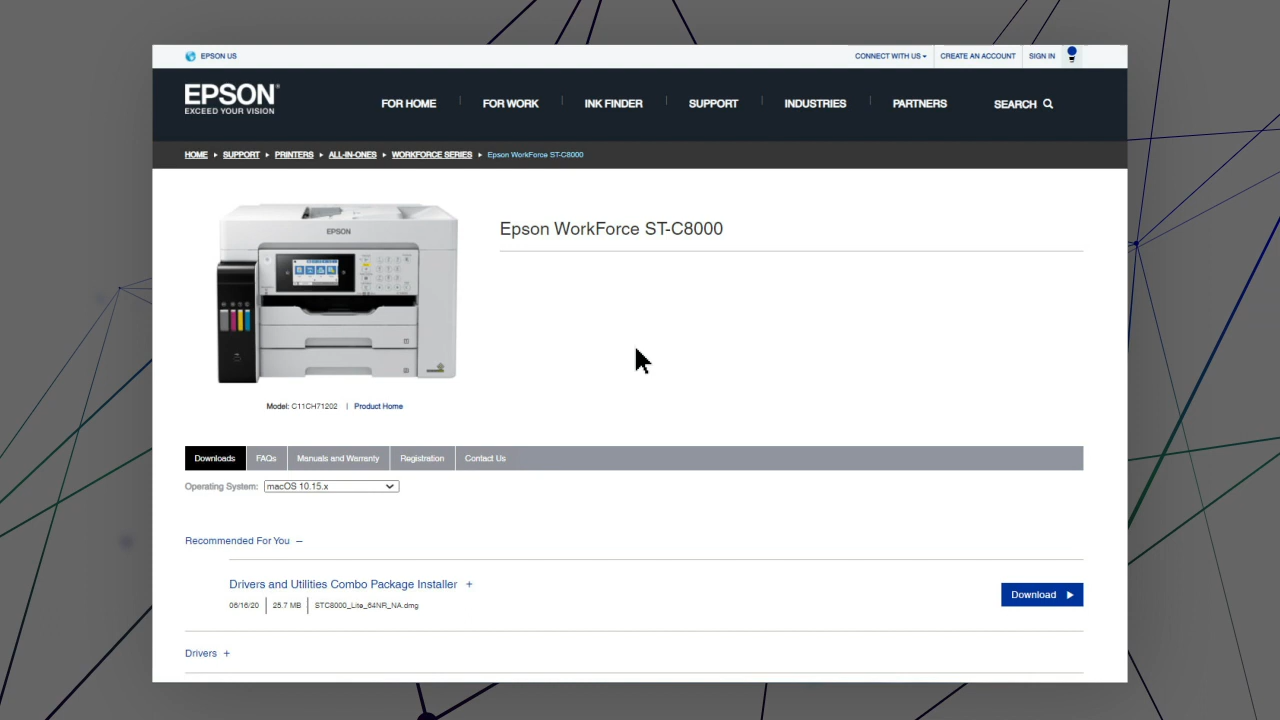 EPSON US
CONNECT WITH US
CREATE AN ACCOUNT
SIGN IN
EPSON®
EXCEED YOUR VISION
FOR HOME
FOR WORK
INK FINDER
SUPPORT
INDUSTRIES
PARTNERS
SEARCH
HOME ▸ SUPPORT ▸ PRINTERS ▸ ALL-IN-ONES ▸ WORKFORCE SERIES ▸ Epson WorkForce ST-C8000
EPSON
Epson WorkForce ST-C8000
Model: C11CH71202 | Product Home
Downloads
FAQs
Manuals and Warranty
Registration
Contact Us
Operating System: macOS 10.15.x
Recommended For You –
Drivers and Utilities Combo Package Installer +
06/16/20 | 25.7 MB | STC8000_Lite_64NR_NA.dmg
Download ▶
Drivers +